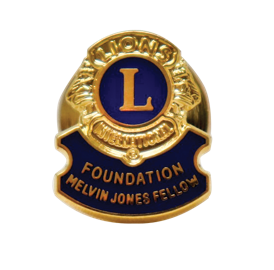 LIONS
L
INTERNATIONAL
FOUNDATION
MELVIN JONES FELLOW